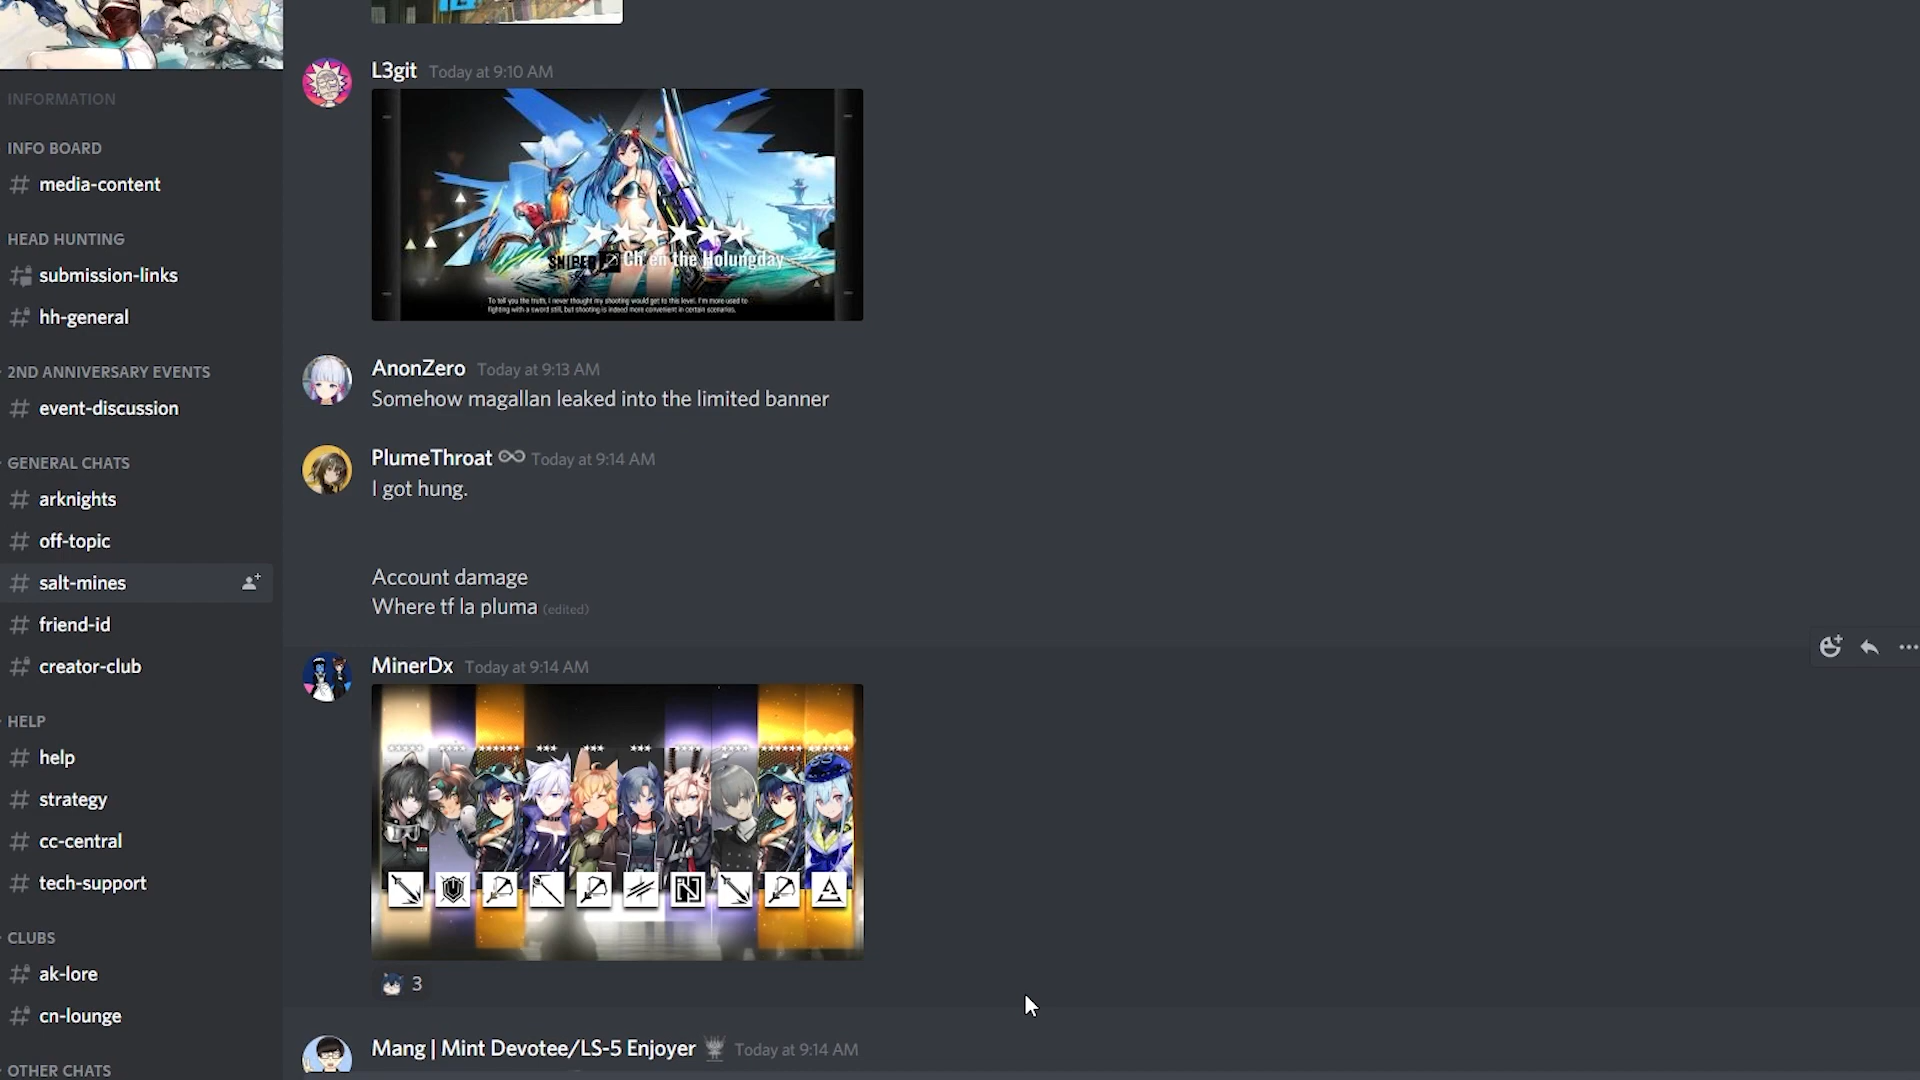 INFORMATION
INFO BOARD
media-content
HEAD HUNTING
submission-links
hh-general
2ND ANNIVERSARY EVENTS
event-discussion
GENERAL CHATS
arknights
off-topic
salt-mines
friend-id
creator-club
HELP
help
strategy
cc-central
tech-support
CLUBS
ak-lore
cn-lounge
OTHER CHATS
L3git Today at 9:10 AM
SNIPER Ch'en the Holungday
To tell you the truth, I never thought my shooting would get to this level. I'm more used to
fighting with a sword still, but shooting is indeed more convenient in certain scenarios.
AnonZero Today at 9:13 AM
Somehow magallan leaked into the limited banner
PlumeThroat Today at 9:14 AM
I got hung.
Account damage
Where tf la pluma (edited)
MinerDx Today at 9:14 AM
3
Mang | Mint Devotee/LS-5 Enjoyer Today at 9:14 AM